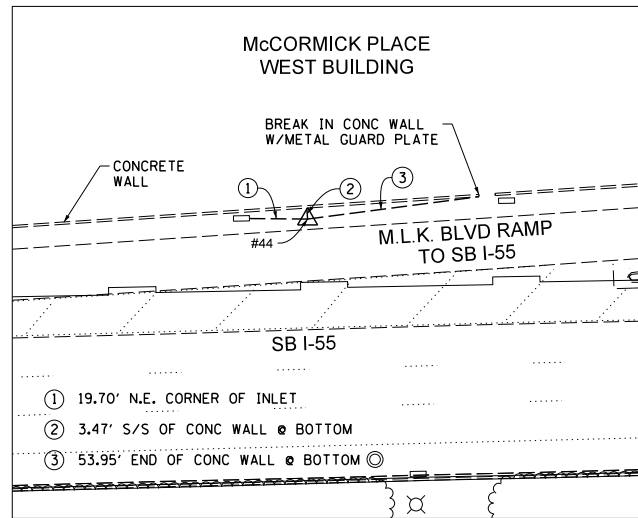 McCORMICK PLACE
WEST BUILDING
BREAK IN CONC WALL
W/METAL GUARD PLATE
CONCRETE
WALL
1
2
3
#44
M.L.K. BLVD RAMP
TO SB I-55
SB I-55
1 19.70' N.E. CORNER OF INLET
2 3.47' S/S OF CONC WALL @ BOTTOM
3 53.95' END OF CONC WALL @ BOTTOM